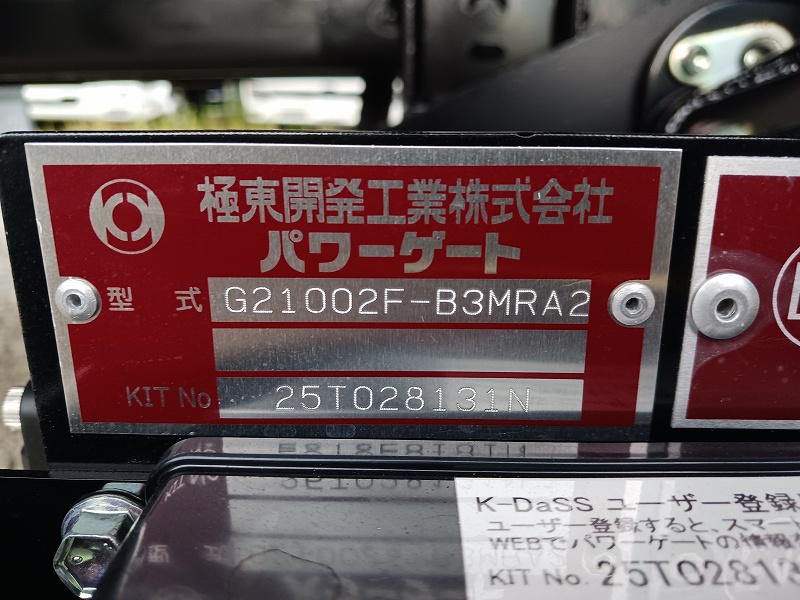 極東開発工業株式会社
パワーゲート
型式 G21002F-B3MRA2
KIT No 25T028131N
K-DaSS ユーザー登録
ユーザー登録すると、スマート
WEBでパワーゲートの情報
KIT No. 25T02813